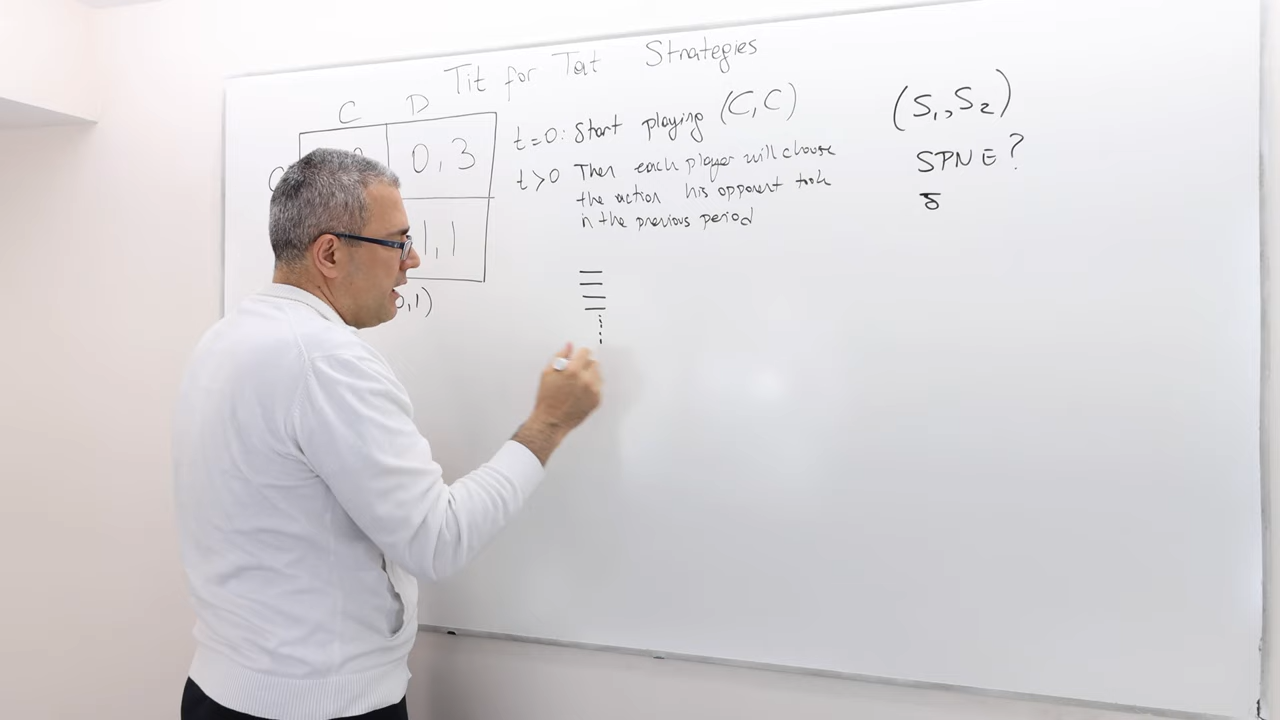 Tit for Tat Strategies
C D
0, 3
1, 1
0,1)
t=0: Start playing (C,C)
t>0 Then each player will choose
the action his opponent took
in the previous period
(S1, S2)
SPNE?
δ